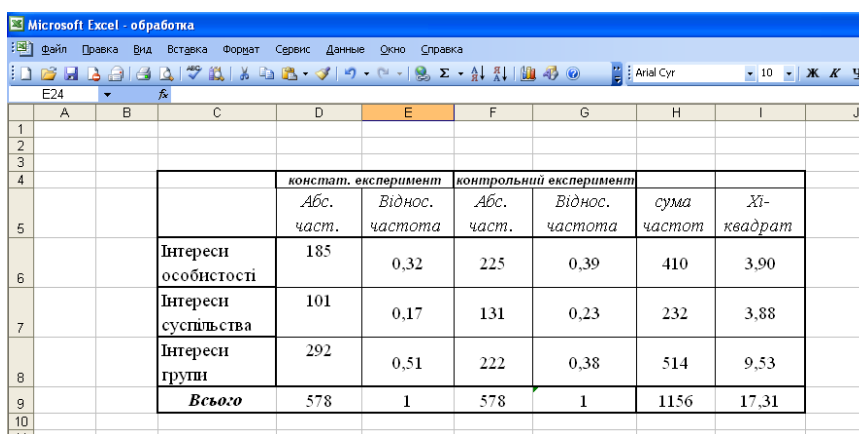 Microsoft Excel - обработка
Файл Правка Вид Вставка Формат Сервис Данные Окно Справка
Arial Cyr 10 Ж К Ч
E24 fx
A B C D E F G H I J
1
2
3
4 констат. експеримент контрольний експеримент
Абс. Віднос. Абс. Віднос. сума Хі-
5 част. частота част. частота частот квадрат
Інтереси 185
6 особистості 0,32 225 0,39 410 3,90
Інтереси 101
7 суспільства 0,17 131 0,23 232 3,88
Інтереси 292
8 групи 0,51 222 0,38 514 9,53
9 Всього 578 1 578 1 1156 17,31
10